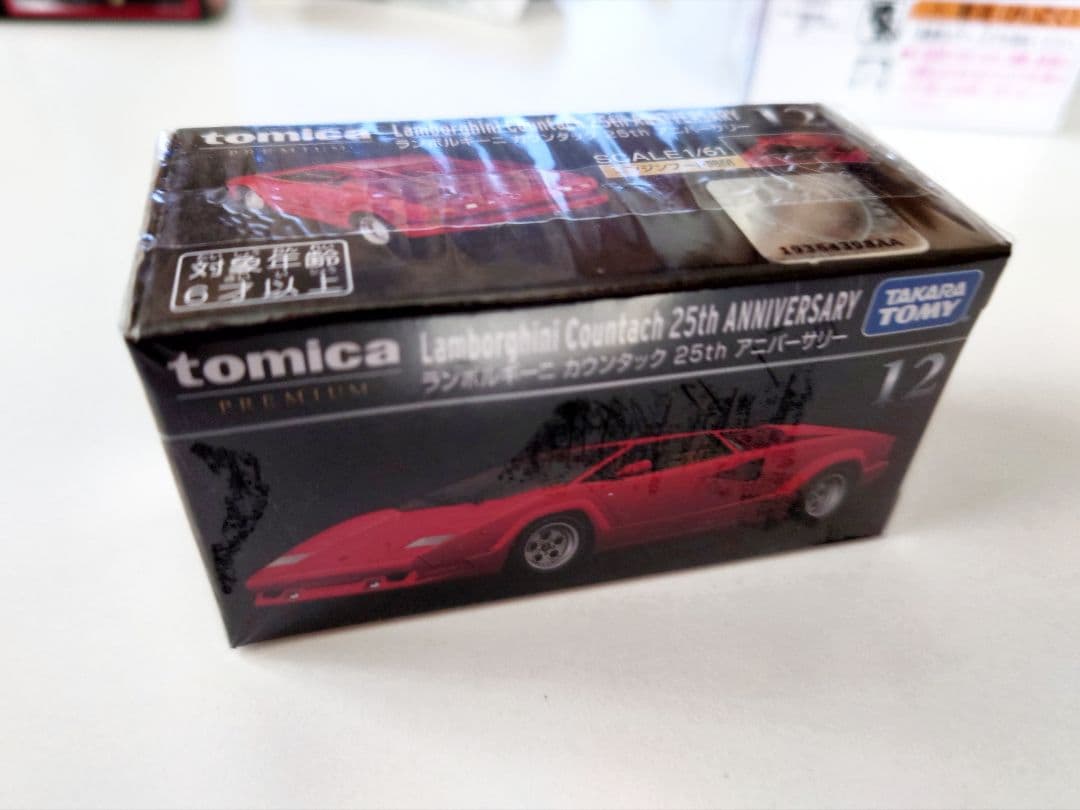 tomica
PREMIUM
Lamborghini Countach 25th ANNIVERSARY
ランボルギーニ カウンタック 25th アニバーサリー
12
SCALE 1/61
対象年齢
6才以上
tomica
PREMIUM
Lamborghini Countach 25th ANNIVERSARY
ランボルギーニ カウンタック 25th アニバーサリー
TAKARA
TOMY
12